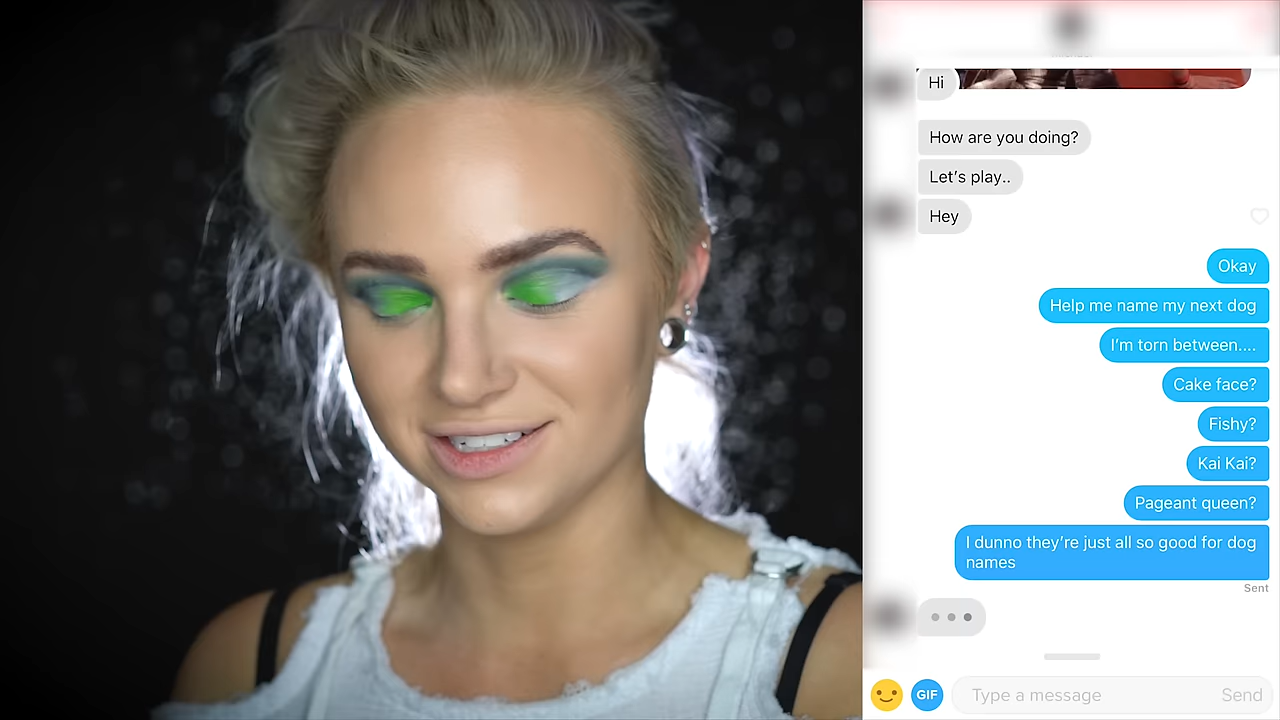 Hi
How are you doing?
Let's play..
Hey
Okay
Help me name my next dog
I'm torn between....
Cake face?
Fishy?
Kai Kai?
Pageant queen?
I dunno they're just all so good for dog
names
Sent
GIF
Type a message
Send